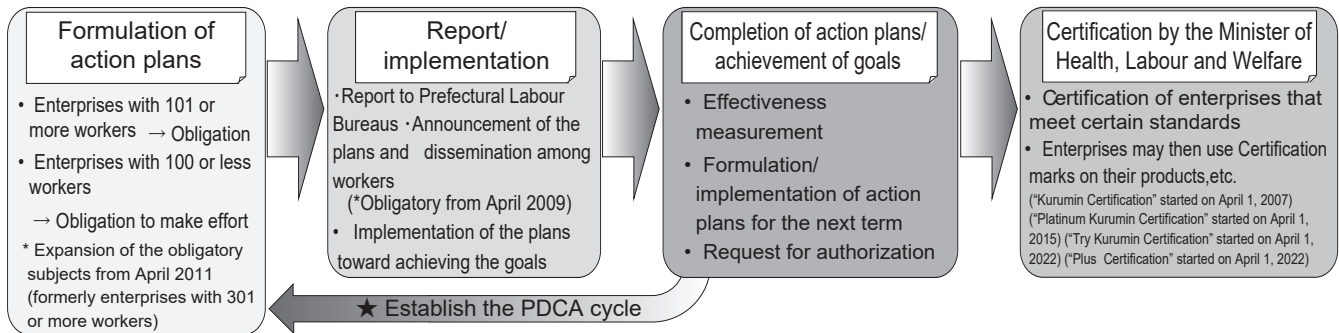 Formulation of
action plans
• Enterprises with 101 or
more workers → Obligation
• Enterprises with 100 or less
workers
→ Obligation to make effort
* Expansion of the obligatory
subjects from April 2011
(formerly enterprises with 301
or more workers)
Report/
implementation
・Report to Prefectural Labour
Bureaus ・Announcement of the
plans and dissemination among
workers
(*Obligatory from April 2009)
• Implementation of the plans
toward achieving the goals
Completion of action plans/
achievement of goals
• Effectiveness
measurement
• Formulation/
implementation of action
plans for the next term
• Request for authorization
Certification by the Minister of
Health, Labour and Welfare
• Certification of enterprises that
meet certain standards
• Enterprises may then use Certification
marks on their products,etc.
("Kurumin Certification" started on April 1, 2007)
("Platinum Kurumin Certification" started on April 1,
2015) ("Try Kurumin Certification" started on April 1,
2022) ("Plus Certification" started on April 1, 2022)
★ Establish the PDCA cycle